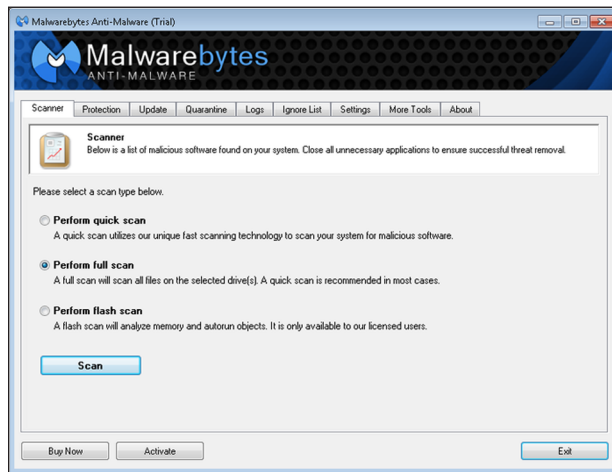 Malwarebytes Anti-Malware (Trial)
Malwarebytes
ANTI-MALWARE
Scanner Protection Update Quarantine Logs Ignore List Settings More Tools About
Scanner
Below is a list of malicious software found on your system. Close all unnecessary applications to ensure successful threat removal.
Please select a scan type below.
Perform quick scan
A quick scan utilizes our unique fast scanning technology to scan your system for malicious software.
Perform full scan
A full scan will scan all files on the selected drive(s). A quick scan is recommended in most cases.
Perform flash scan
A flash scan will analyze memory and autorun objects. It is only available to our licensed users.
Scan
Buy Now Activate Exit